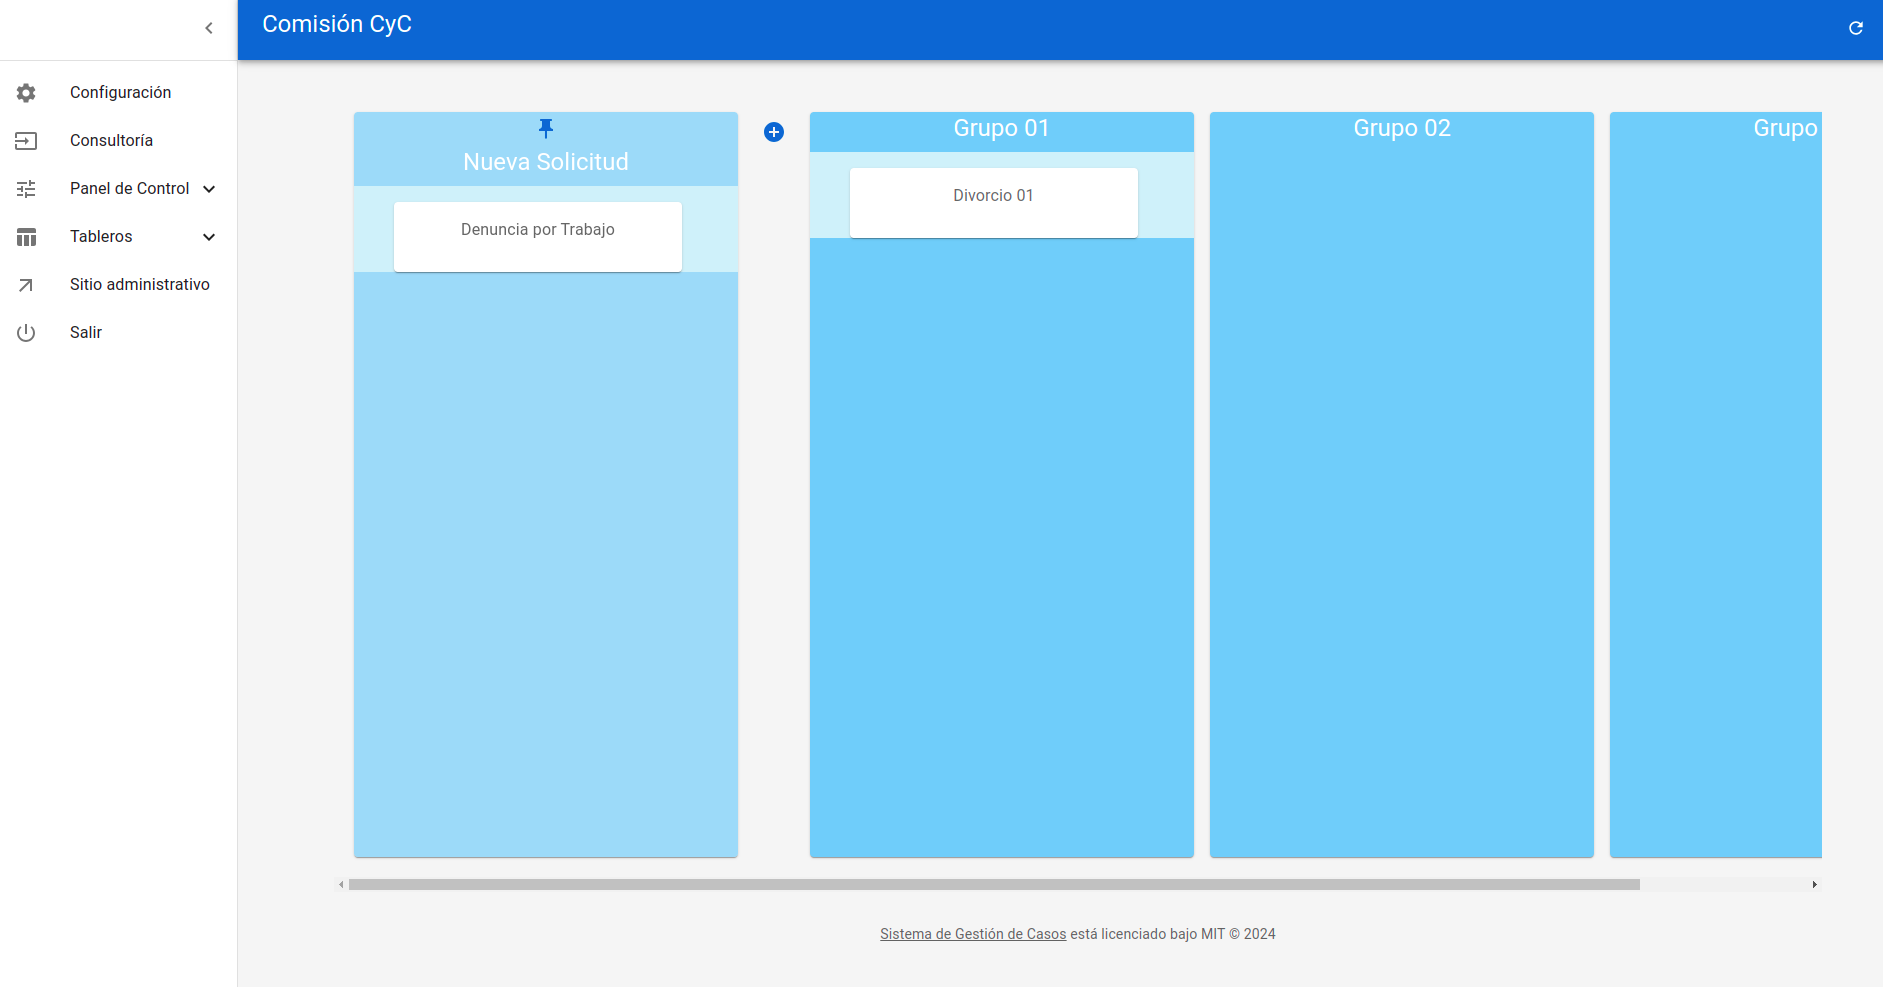 Comisión CyC
Configuración
Consultoría
Panel de Control
Tableros
Sitio administrativo
Salir
Nueva Solicitud
Denuncia por Trabajo
Grupo 01
Divorcio 01
Grupo 02
Grupo
Sistema de Gestión de Casos está licenciado bajo MIT © 2024